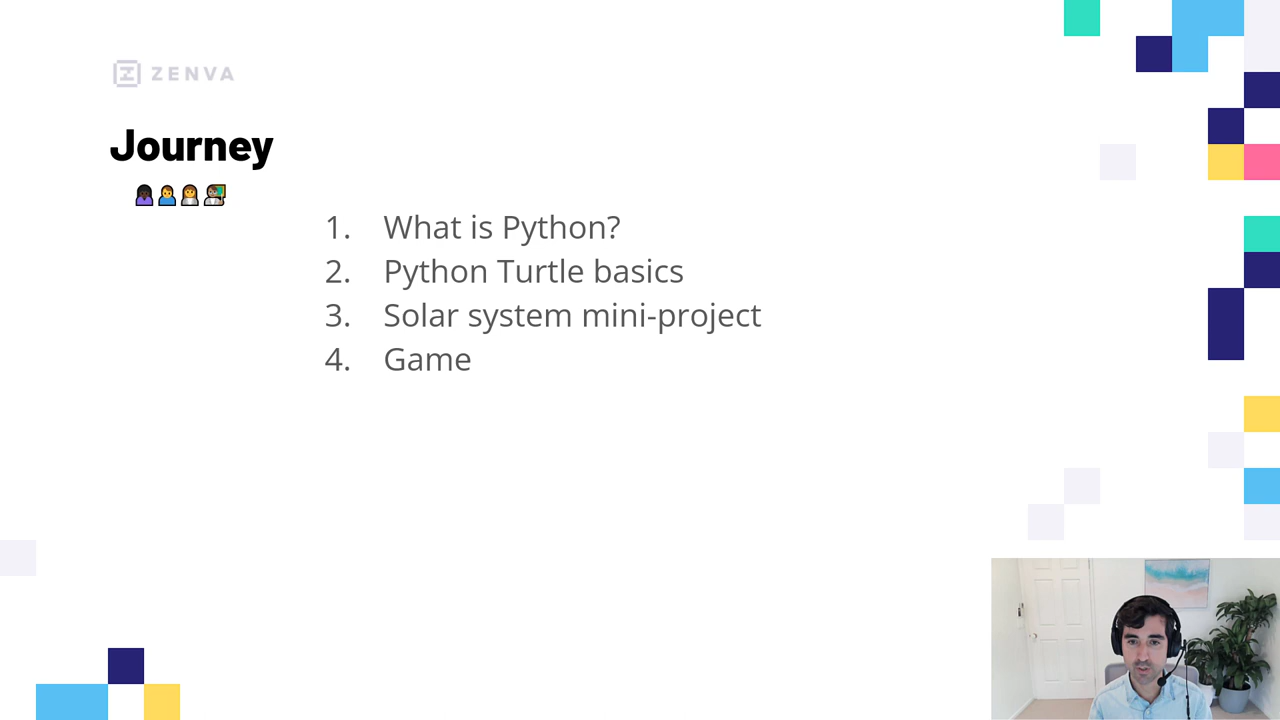 ZENVA
Journey
1. What is Python?
2. Python Turtle basics
3. Solar system mini-project
4. Game